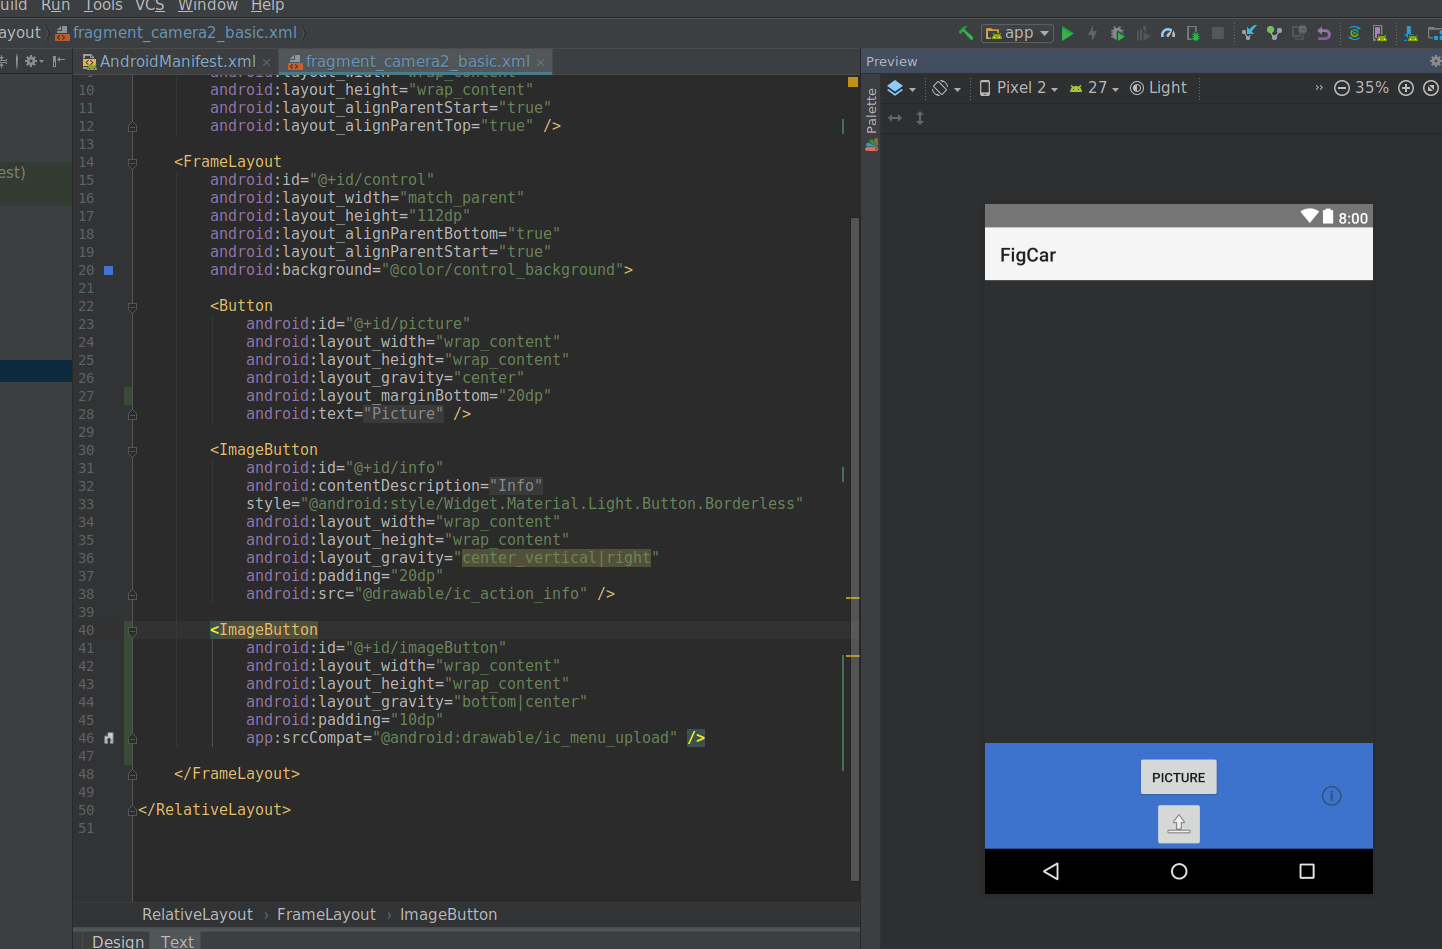 uild Run Tools VCS Window Help
ayout fragment_camera2_basic.xml
app
AndroidManifest.xml
fragment_camera2_basic.xml
Preview
Palette
Pixel 2
27
Light
35%
est)
9 android:layout_width="wrap_content"
10 android:layout_height="wrap_content"
11 android:layout_alignParentStart="true"
12 android:layout_alignParentTop="true" />
13
14 <FrameLayout
15 android:id="@+id/control"
16 android:layout_width="match_parent"
17 android:layout_height="112dp"
18 android:layout_alignParentBottom="true"
19 android:layout_alignParentStart="true"
20 android:background="@color/control_background">
21
22 <Button
23 android:id="@+id/picture"
24 android:layout_width="wrap_content"
25 android:layout_height="wrap_content"
26 android:layout_gravity="center"
27 android:layout_marginBottom="20dp"
28 android:text="Picture" />
29
30 <ImageButton
31 android:id="@+id/info"
32 android:contentDescription="Info"
33 style="@android:style/Widget.Material.Light.Button.Borderless"
34 android:layout_width="wrap_content"
35 android:layout_height="wrap_content"
36 android:layout_gravity="center_vertical|right"
37 android:padding="20dp"
38 android:src="@drawable/ic_action_info" />
39
40 <ImageButton
41 android:id="@+id/imageButton"
42 android:layout_width="wrap_content"
43 android:layout_height="wrap_content"
44 android:layout_gravity="bottom|center"
45 android:padding="10dp"
46 app:srcCompat="@android:drawable/ic_menu_upload" />
47
48 </FrameLayout>
49
50 </RelativeLayout>
51
RelativeLayout › FrameLayout › ImageButton
Design Text
8:00
FigCar
PICTURE